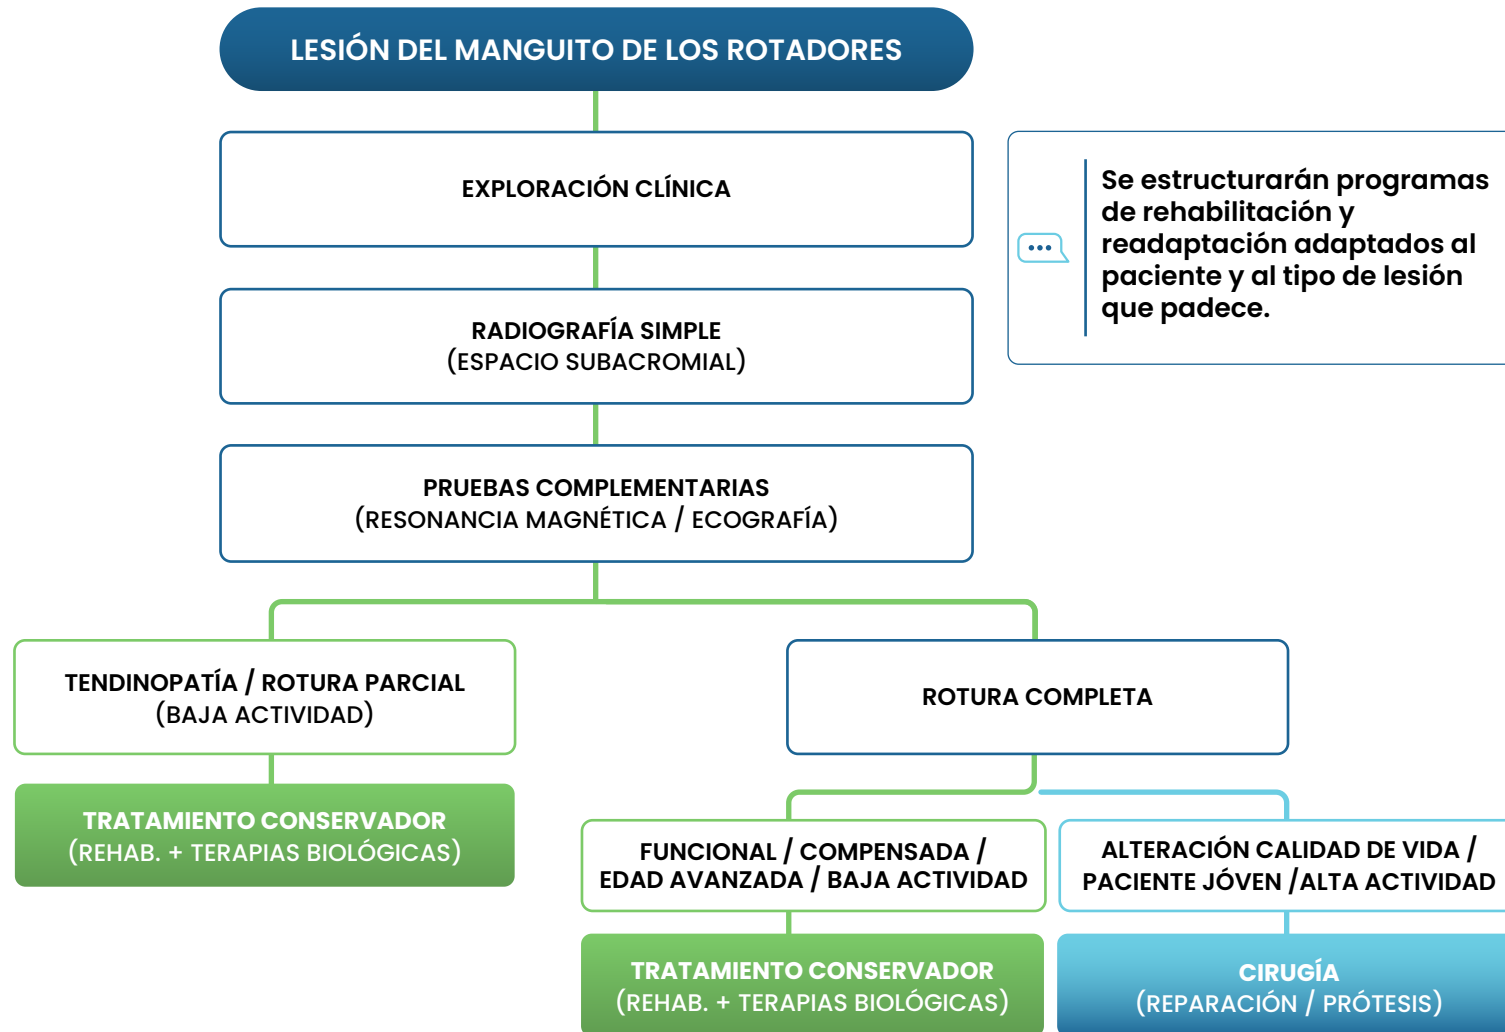 LESIÓN DEL MANGUITO DE LOS ROTADORES
EXPLORACIÓN CLÍNICA
Se estructurarán programas
de rehabilitación y
readaptación adaptados al
paciente y al tipo de lesión
que padece.
RADIOGRAFÍA SIMPLE
(ESPACIO SUBACROMIAL)
PRUEBAS COMPLEMENTARIAS
(RESONANCIA MAGNÉTICA / ECOGRAFÍA)
TENDINOPATÍA / ROTURA PARCIAL
(BAJA ACTIVIDAD)
ROTURA COMPLETA
TRATAMIENTO CONSERVADOR
(REHAB. + TERAPIAS BIOLÓGICAS)
FUNCIONAL / COMPENSADA /
EDAD AVANZADA / BAJA ACTIVIDAD
ALTERACIÓN CALIDAD DE VIDA /
PACIENTE JÓVEN /ALTA ACTIVIDAD
TRATAMIENTO CONSERVADOR
(REHAB. + TERAPIAS BIOLÓGICAS)
CIRUGÍA
(REPARACIÓN / PRÓTESIS)